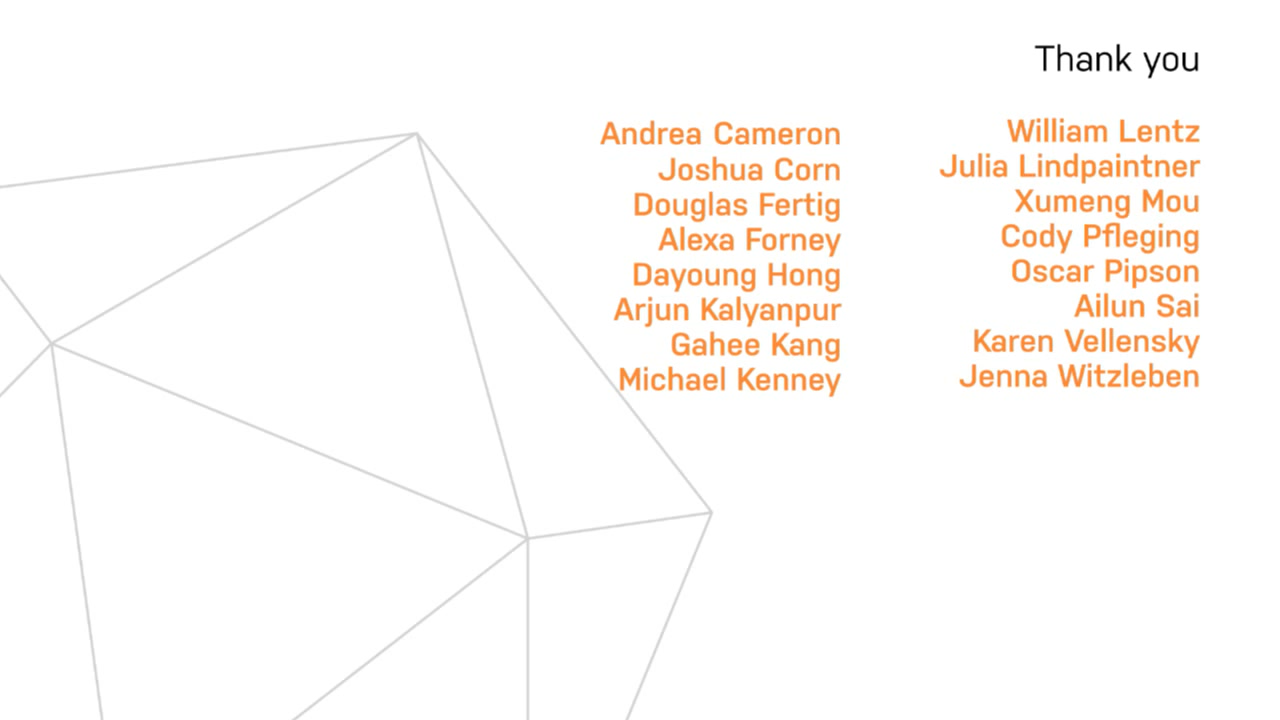 Thank you
Andrea Cameron
Joshua Corn
Douglas Fertig
Alexa Forney
Dayoung Hong
Arjun Kalyanpur
Gahee Kang
Michael Kenney
William Lentz
Julia Lindpaintner
Xumeng Mou
Cody Pfleging
Oscar Pipson
Ailun Sai
Karen Vellensky
Jenna Witzleben